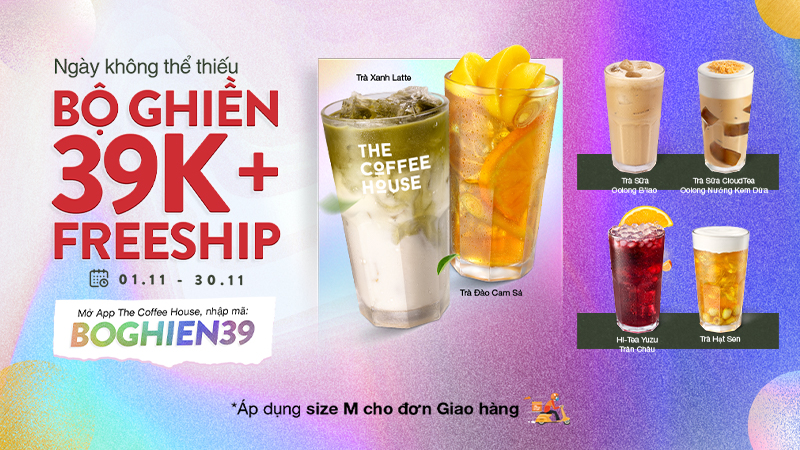 Ngày không thể thiếu
BỘ GHIỀN
39K +
FREESHIP
01.11 - 30.11
Mở App The Coffee House, nhập mã:
BOGHIEN39
Trà Xanh Latte
THE
COFFEE
HOUSE
Trà Đào Cam Sả
Trà Sữa
Oolong B'lao
Trà Sữa CloudTea
Oolong Nướng Kem Dừa
Hi-Tea Yuzu
Trân Châu
Trà Hạt Sen
*Áp dụng size M cho đơn Giao hàng